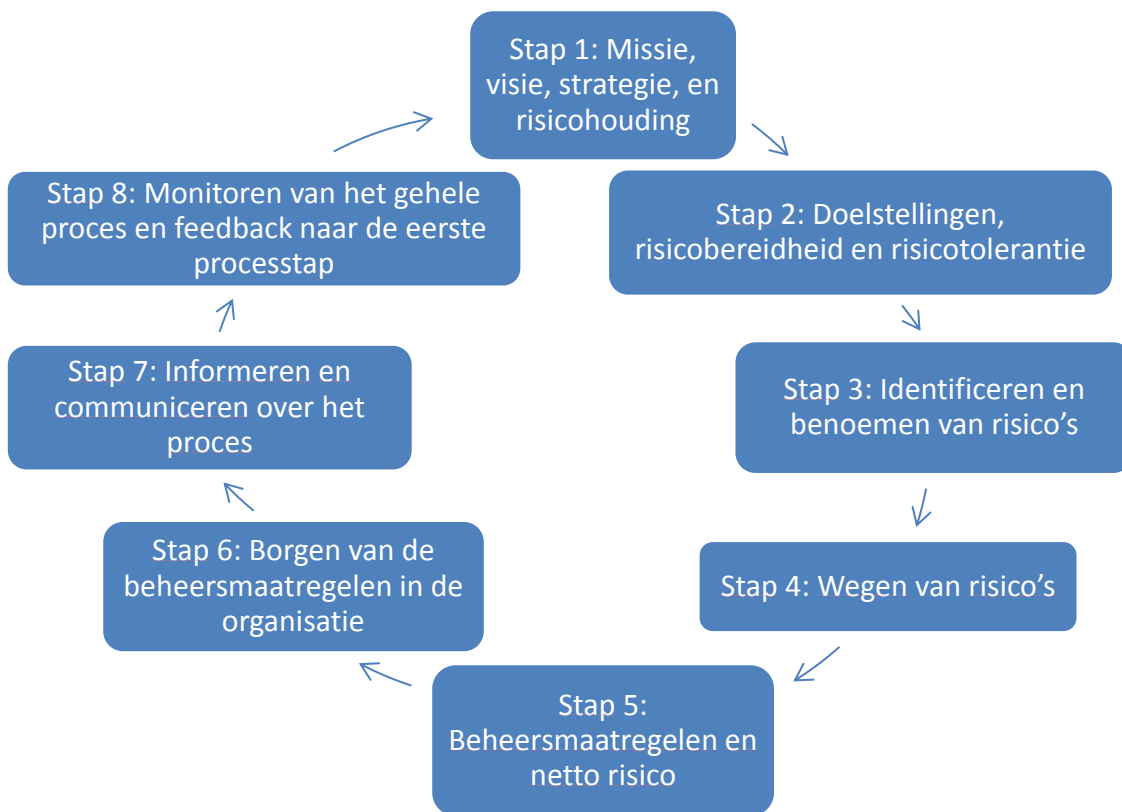 Stap 1: Missie,
visie, strategie, en
risicohouding
Stap 2: Doelstellingen,
risicobereidheid en risicotolerantie
Stap 3: Identificeren en
benoemen van risico’s
Stap 4: Wegen van risico’s
Stap 5:
Beheersmaatregelen en
netto risico
Stap 6: Borgen van de
beheersmaatregelen in de
organisatie
Stap 7: Informeren en
communiceren over het
proces
Stap 8: Monitoren van het gehele
proces en feedback naar de eerste
processtap